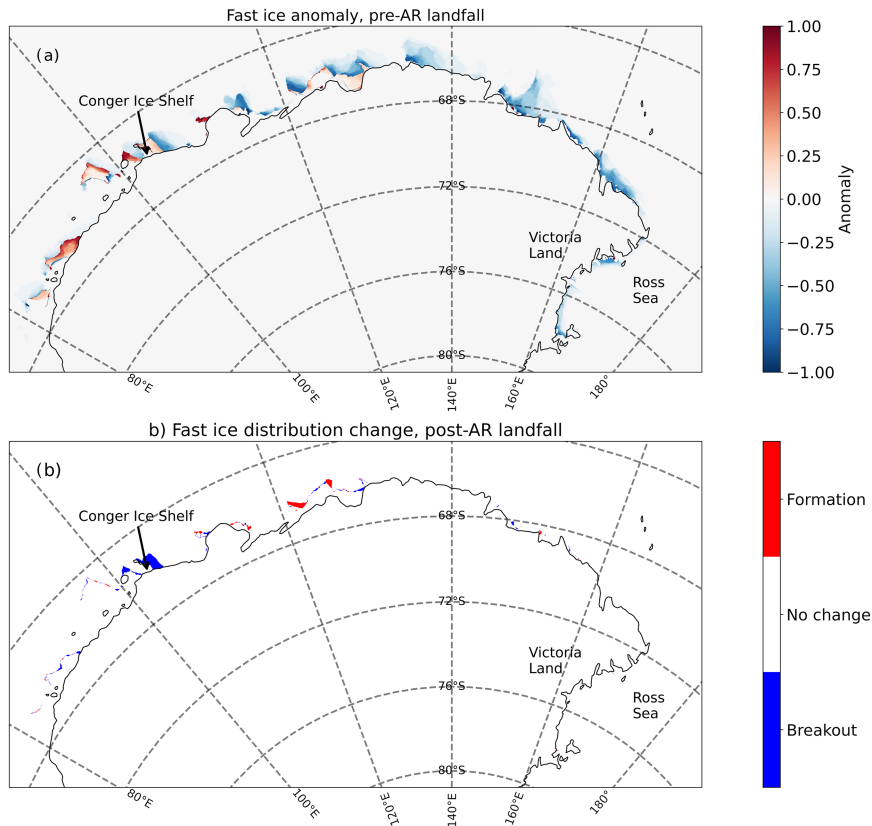 Fast ice anomaly, pre-AR landfall
(a)
Conger Ice Shelf
68°S
72°S
76°S
80°S
Victoria
Land
Ross
Sea
80°E
100°E
120°E
140°E
160°E
180°
1.00
0.75
0.50
0.25
0.00
−0.25
−0.50
−0.75
−1.00
Anomaly
b) Fast ice distribution change, post-AR landfall
(b)
Conger Ice Shelf
68°S
72°S
76°S
80°S
Victoria
Land
Ross
Sea
80°E
100°E
120°E
140°E
160°E
180°
Formation
No change
Breakout